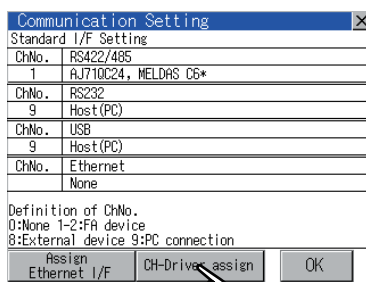 Communication Setting
Standard I/F Setting
ChNo. RS422/485
1 AJ71QC24, MELDAS C6*
ChNo. RS232
9 Host(PC)
ChNo. USB
9 Host(PC)
ChNo. Ethernet
None
Definition of ChNo.
0:None 1-2:FA device
8:External device 9:PC connection
Assign
Ethernet I/F
CH-Driver assign
OK